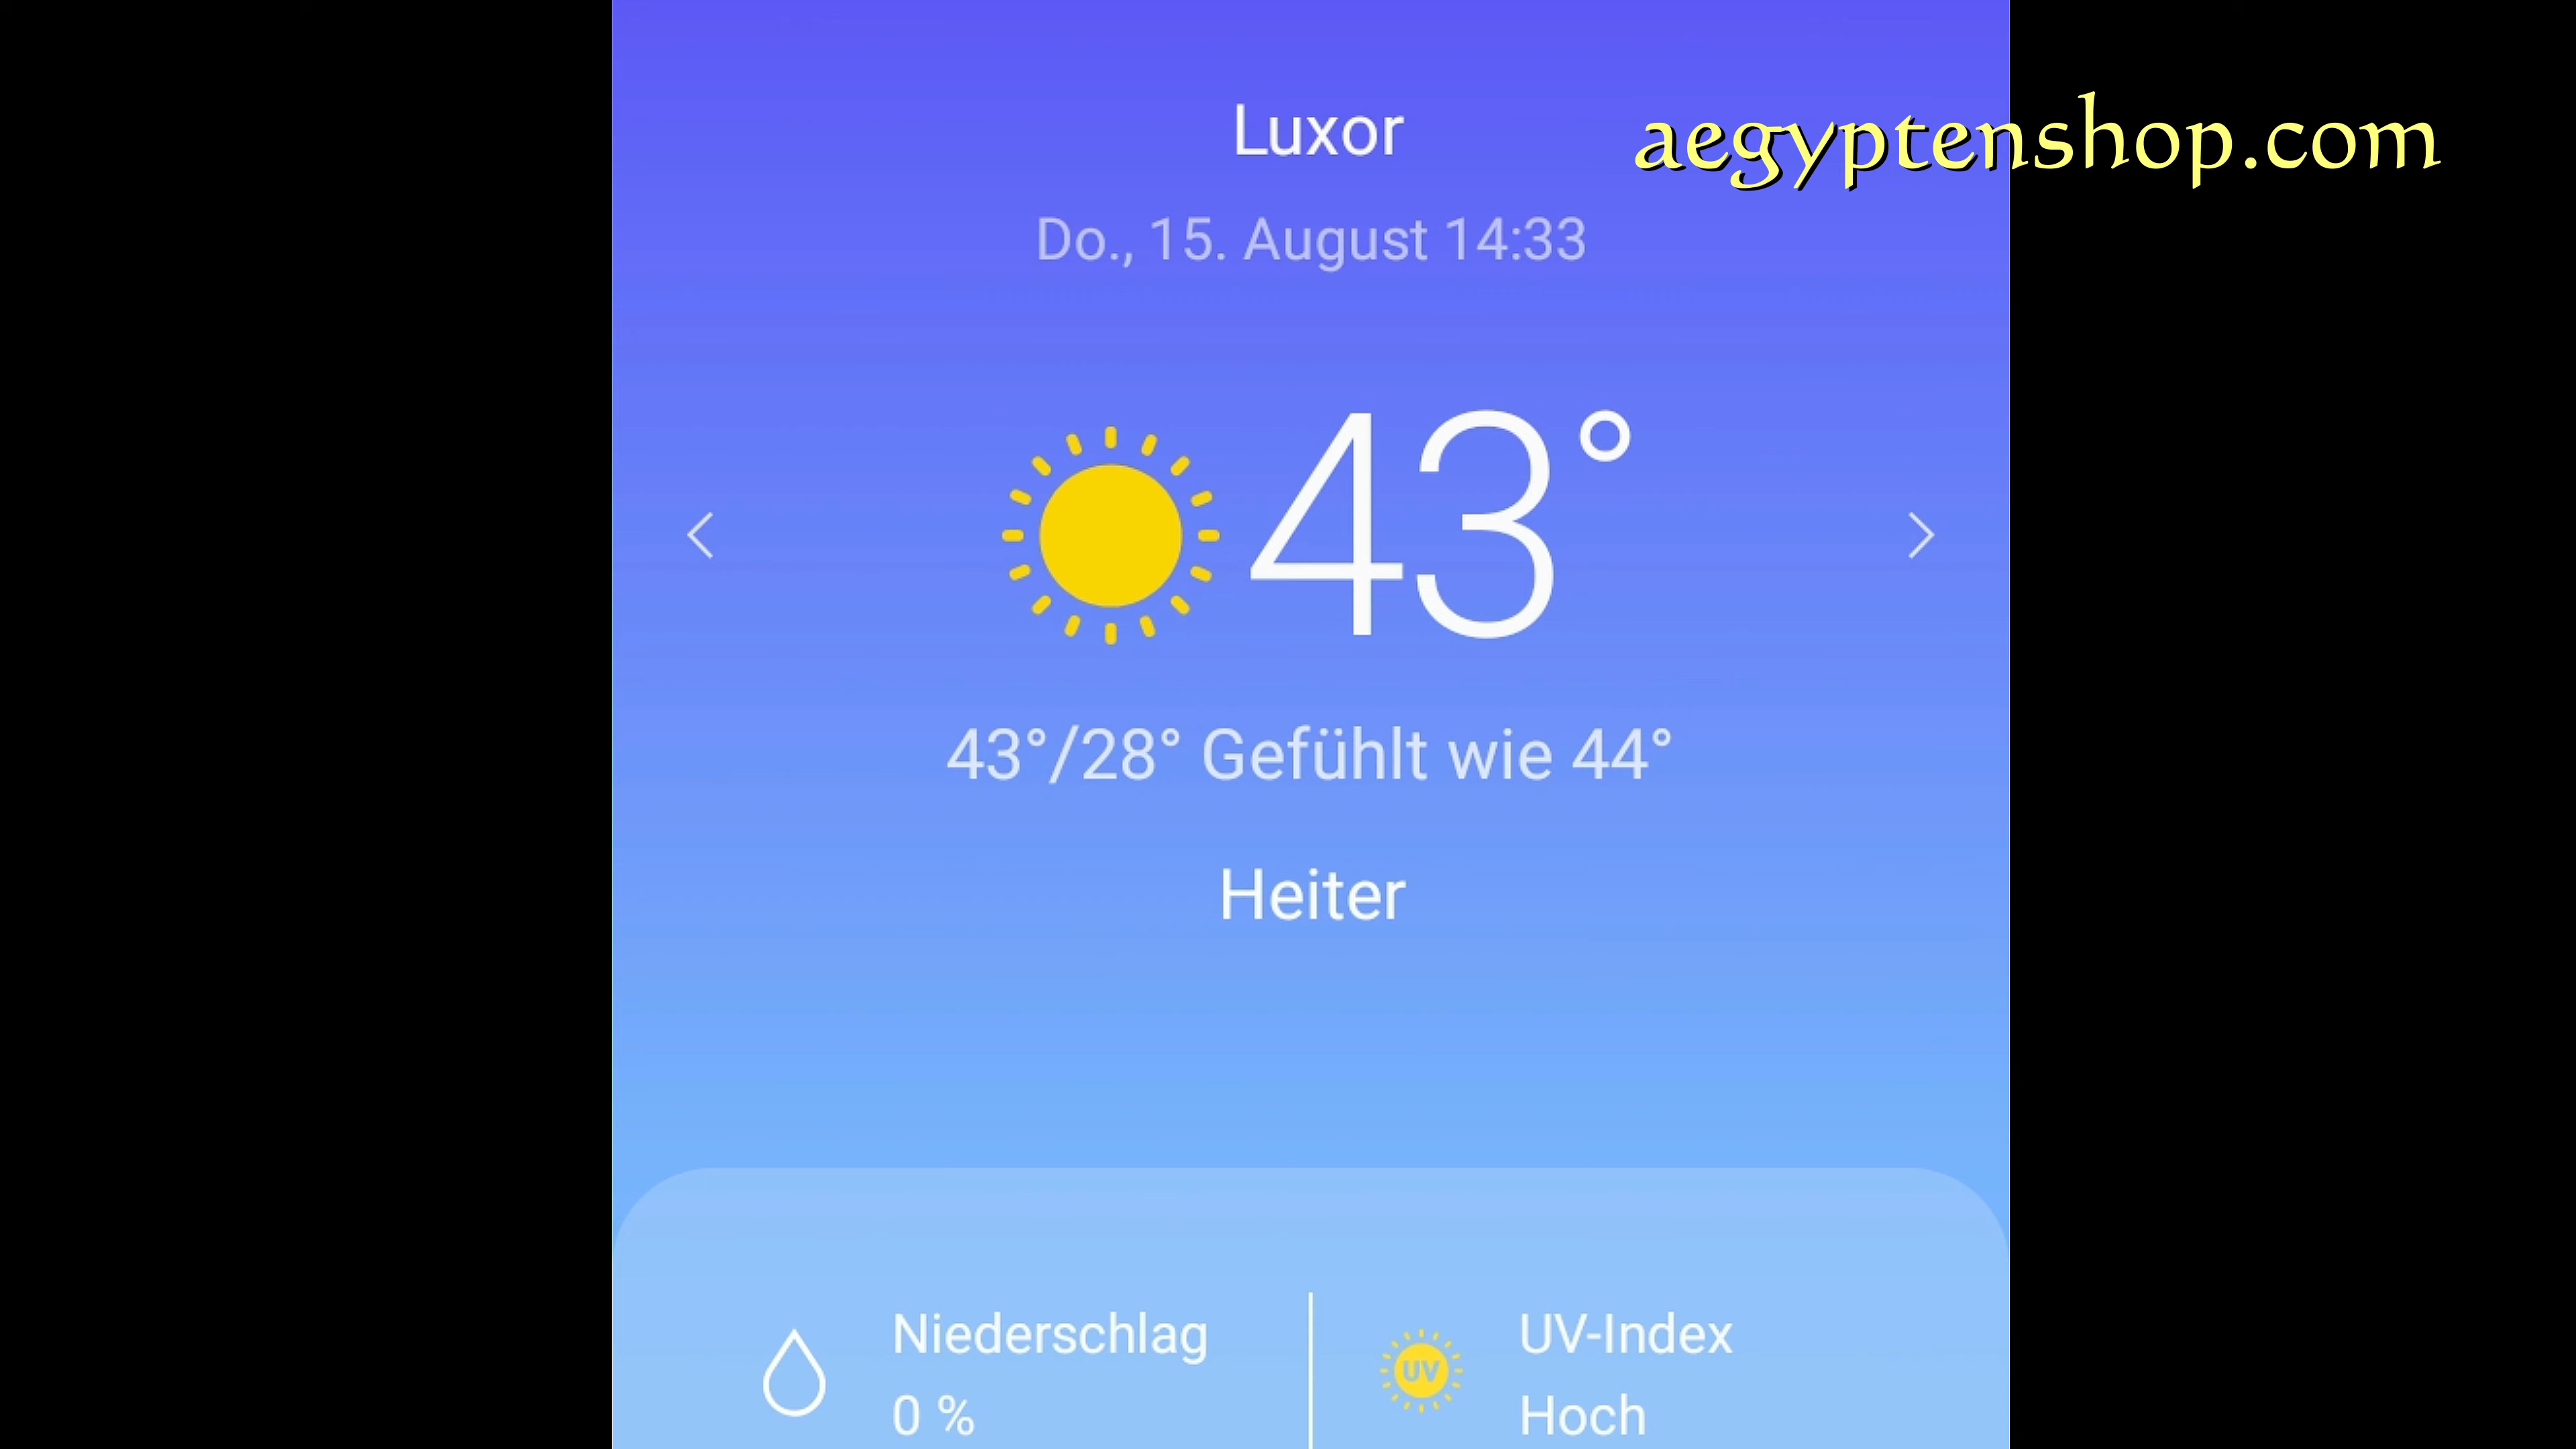 Luxor
aegyptenshop.com
Do., 15. August 14:33
43°
43°/28° Gefühlt wie 44°
Heiter
Niederschlag
0 %
UV
UV-Index
Hoch